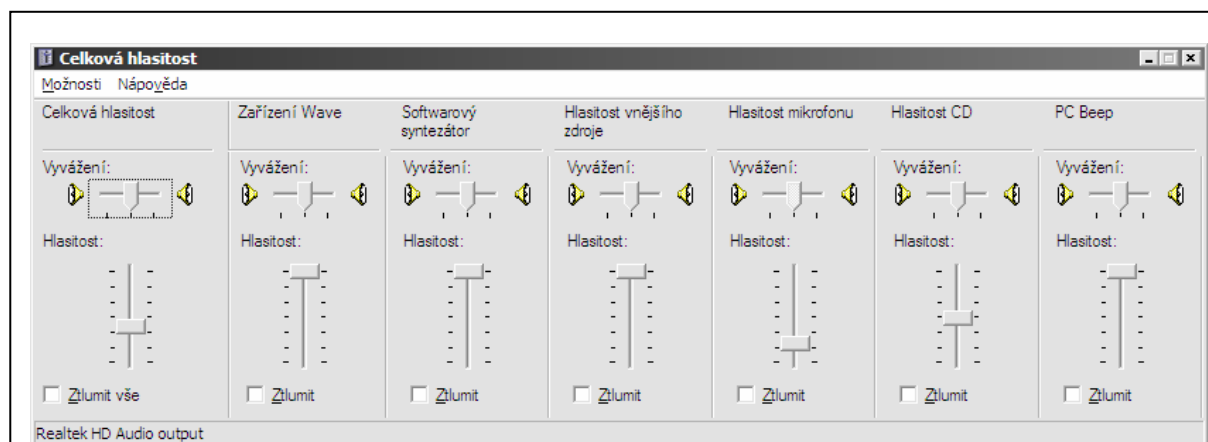 Celková hlasitost
Možnosti Nápověda
Celková hlasitost
Vyvážení:
Hlasitost:
Ztlumit vše
Zařízení Wave
Vyvážení:
Hlasitost:
Ztlumit
Softwarový
syntezátor
Vyvážení:
Hlasitost:
Ztlumit
Hlasitost vnějšího
zdroje
Vyvážení:
Hlasitost:
Ztlumit
Hlasitost mikrofonu
Vyvážení:
Hlasitost:
Ztlumit
Hlasitost CD
Vyvážení:
Hlasitost:
Ztlumit
PC Beep
Vyvážení:
Hlasitost:
Ztlumit
Realtek HD Audio output